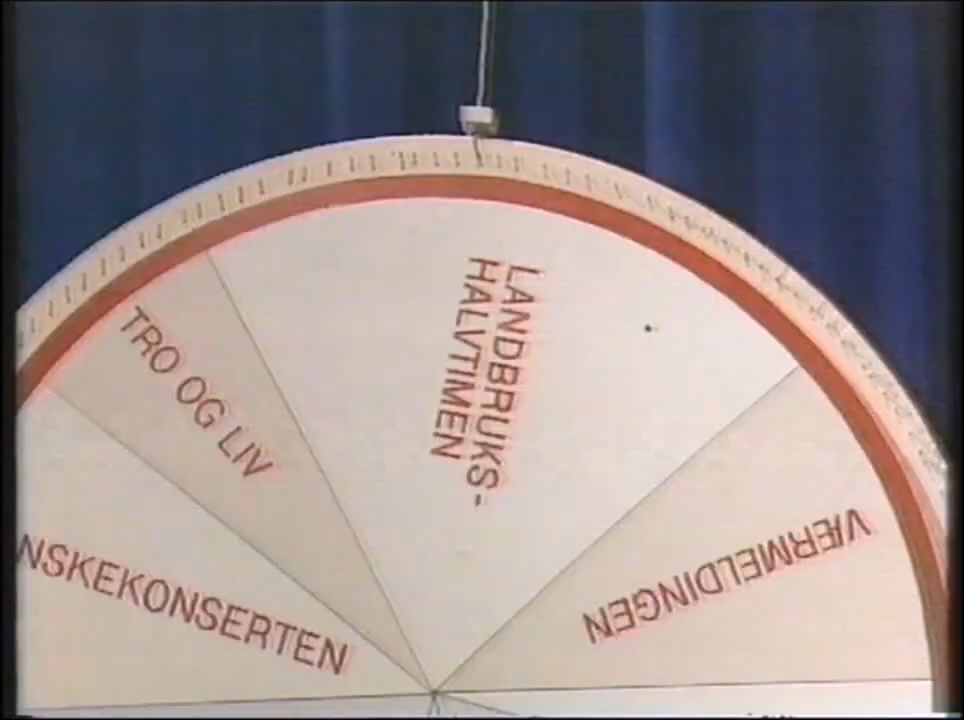 TRO OG LIV
LANDBRUKS-
HALVTIMEN
VÆRMELDINGEN
NSKEKONSERTEN